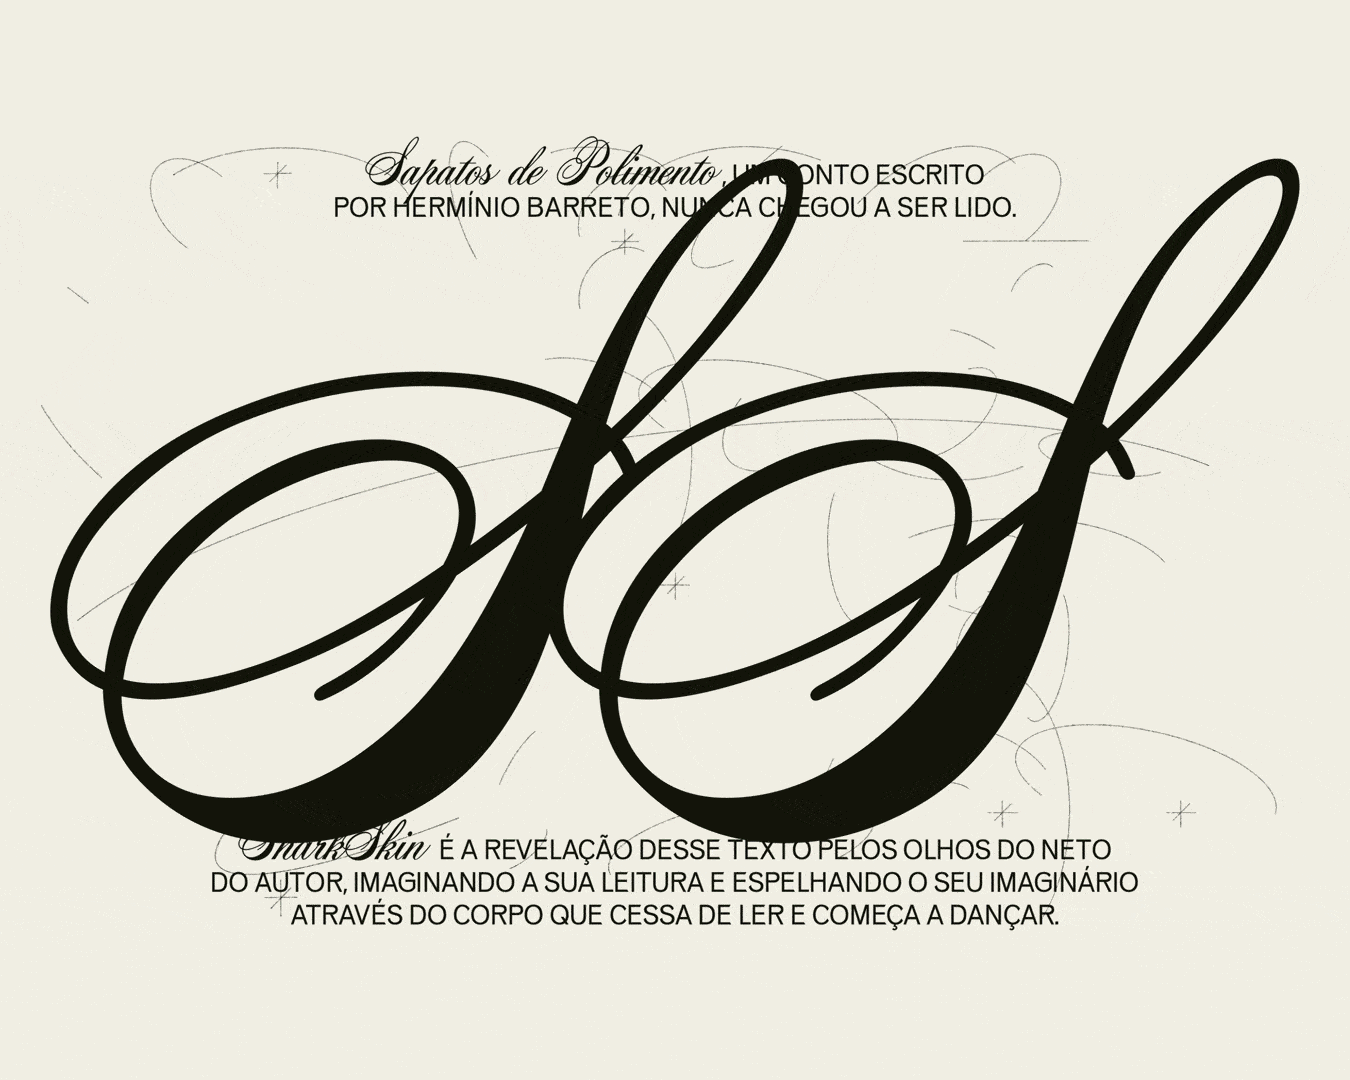 Sapatos de Polimento, UM CONTO ESCRITO
POR HERMÍNIO BARRETO, NUNCA CHEGOU A SER LIDO.
SS
SharkSkin É A REVELAÇÃO DESSE TEXTO PELOS OLHOS DO NETO
DO AUTOR, IMAGINANDO A SUA LEITURA E ESPELHANDO O SEU IMAGINÁRIO
ATRAVÉS DO CORPO QUE CESSA DE LER E COMEÇA A DANÇAR.